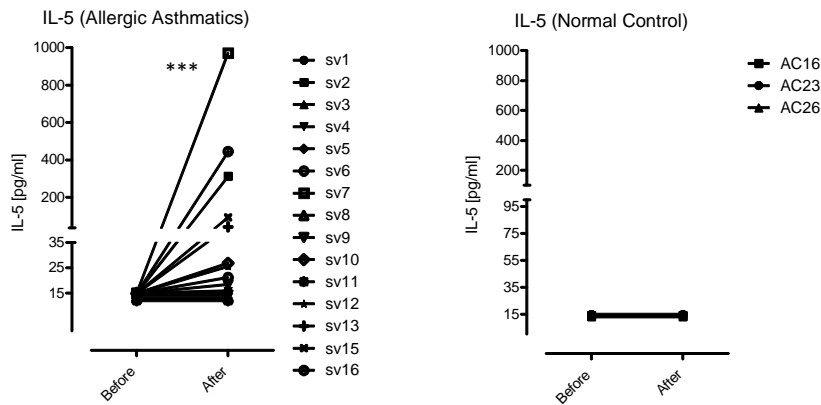 IL-5 (Allergic Asthmatics)
1000
800
600
400
200
35
25
15
IL-5 [pg/ml]
***
Before
After
sv1
sv2
sv3
sv4
sv5
sv6
sv7
sv8
sv9
sv10
sv11
sv12
sv13
sv15
sv16
IL-5 (Normal Control)
1000
800
600
400
200
95
75
55
35
15
IL-5 [pg/ml]
Before
After
AC16
AC23
AC26